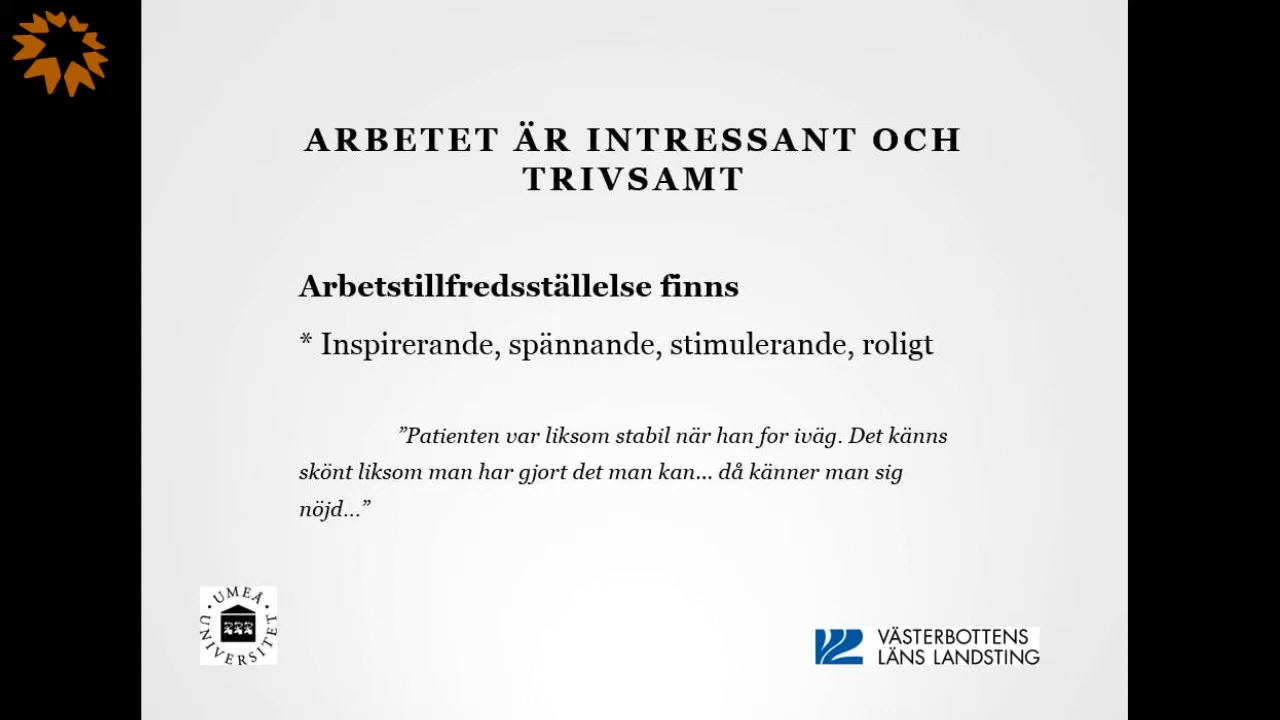 ARBETET ÄR INTRESSANT OCH
TRIVSAMT
Arbetstillfredsställelse finns
* Inspirerande, spännande, stimulerande, roligt
”Patienten var liksom stabil när han for iväg. Det känns
skönt liksom man har gjort det man kan... då känner man sig
nöjd...”
UMEÅ UNIVERSITET
VÄSTERBOTTENS
LÄNS LANDSTING